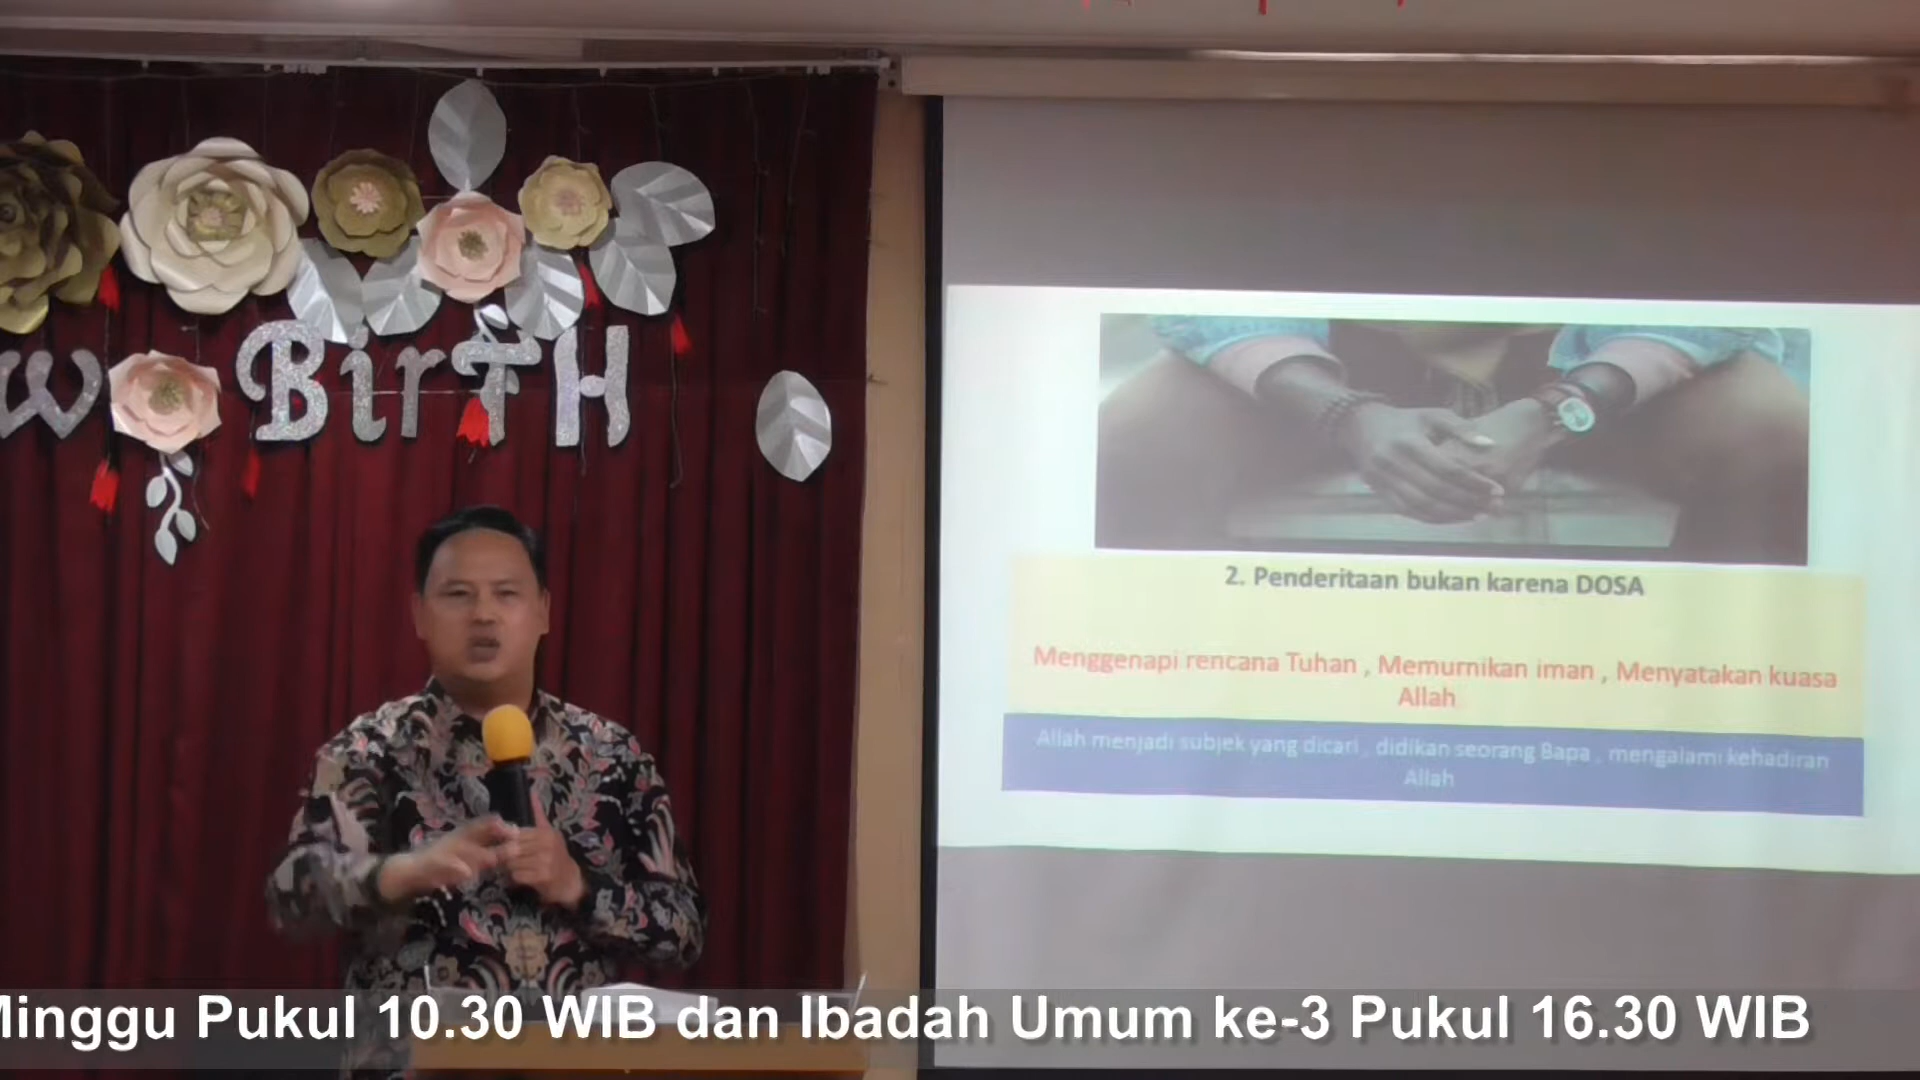 w BirTH
2. Penderitaan bukan karena DOSA
Menggenapi rencana Tuhan , Memurnikan iman , Menyatakan kuasa
Allah
Allah menjadi subjek yang dicari , didikan seorang Bapa , mengalami kehadiran
Allah
Minggu Pukul 10.30 WIB dan Ibadah Umum ke-3 Pukul 16.30 WIB